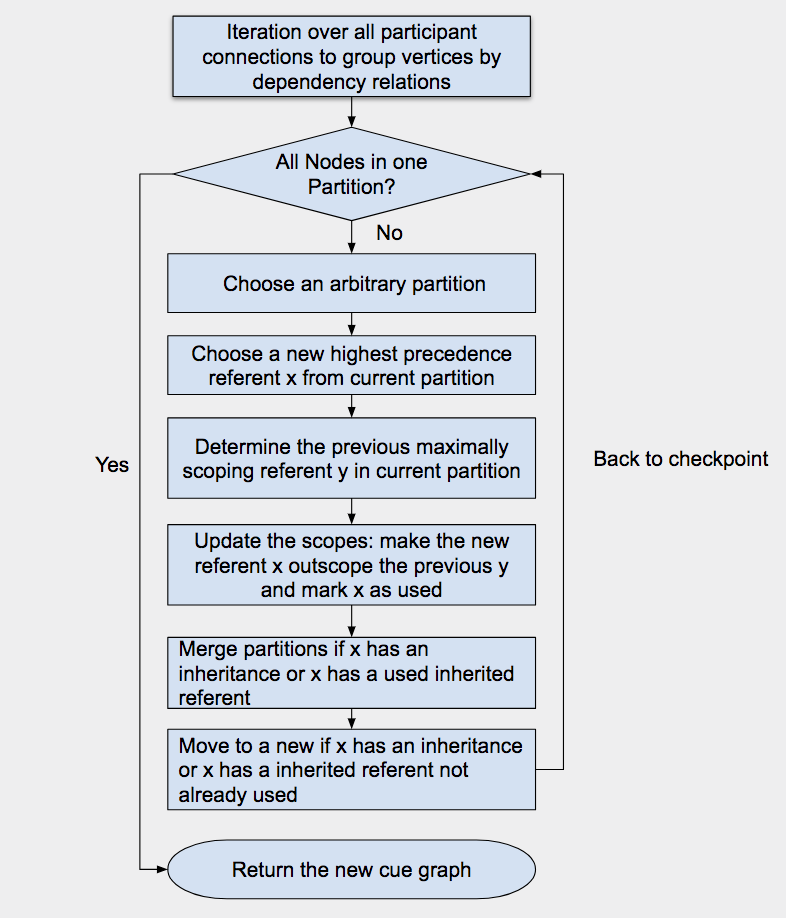 Iteration over all participant
connections to group vertices by
dependency relations
All Nodes in one
Partition?
No
Choose an arbitrary partition
Choose a new highest precedence
referent x from current partition
Determine the previous maximally
scoping referent y in current partition
Yes
Back to checkpoint
Update the scopes: make the new
referent x outscope the previous y
and mark x as used
Merge partitions if x has an
inheritance or x has a used inherited
referent
Move to a new if x has an inheritance
or x has a inherited referent not
already used
Return the new cue graph